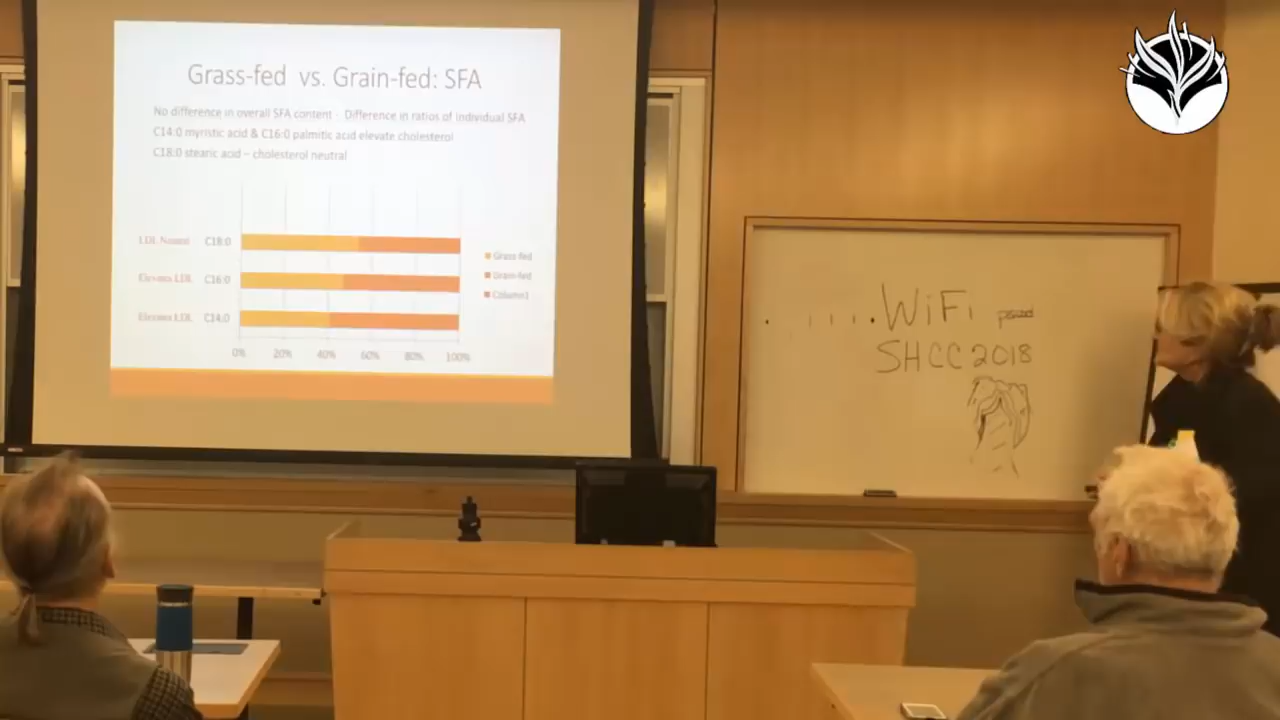 Grass-fed vs. Grain-fed: SFA
No difference in overall SFA content - Difference in ratios of individual SFA
C14:0 myristic acid & C16:0 palmitic acid elevate cholesterol
C18:0 stearic acid – cholesterol neutral
LDL Neutral C18:0
Elevates LDL C16:0
Elevates LDL C14:0
0% 20% 40% 60% 80% 100%
Grass-fed
Grain-fed
Column1
WiFi
SHCC2018